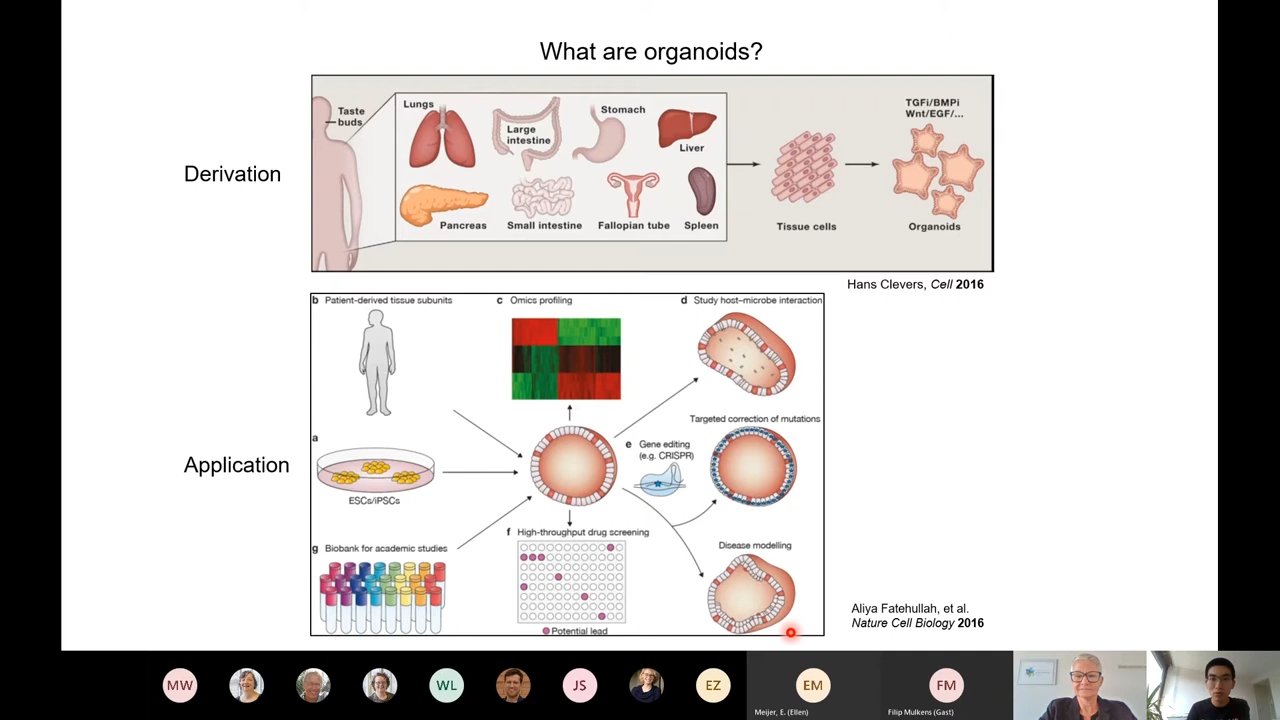 What are organoids?
Derivation
Taste
buds
Lungs
Large
intestine
Stomach
Liver
Pancreas
Small intestine
Fallopian tube
Spleen
Tissue cells
TGFi/BMPi
Wnt/EGF/...
Organoids
Hans Clevers, Cell 2016
Application
b Patient-derived tissue subunits
c Omics profiling
d Study host–microbe interaction
a
ESCs/iPSCs
e Gene editing
(e.g. CRISPR)
Targeted correction of mutations
g Biobank for academic studies
f High-throughput drug screening
Potential lead
Disease modelling
Aliya Fatehullah, et al.
Nature Cell Biology 2016
MW
WL
JS
EZ
EM
Meijer, E. (Ellen)
FM
Filip Mulkens (Gast)